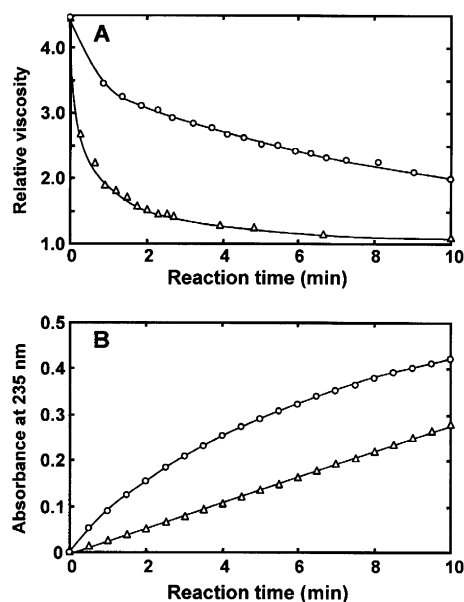 A
4.0
3.0
2.0
1.0
Relative viscosity
0 2 4 6 8 10
Reaction time (min)
B
0.5
0.4
0.3
0.2
0.1
0
Absorbance at 235 nm
0 2 4 6 8 10
Reaction time (min)